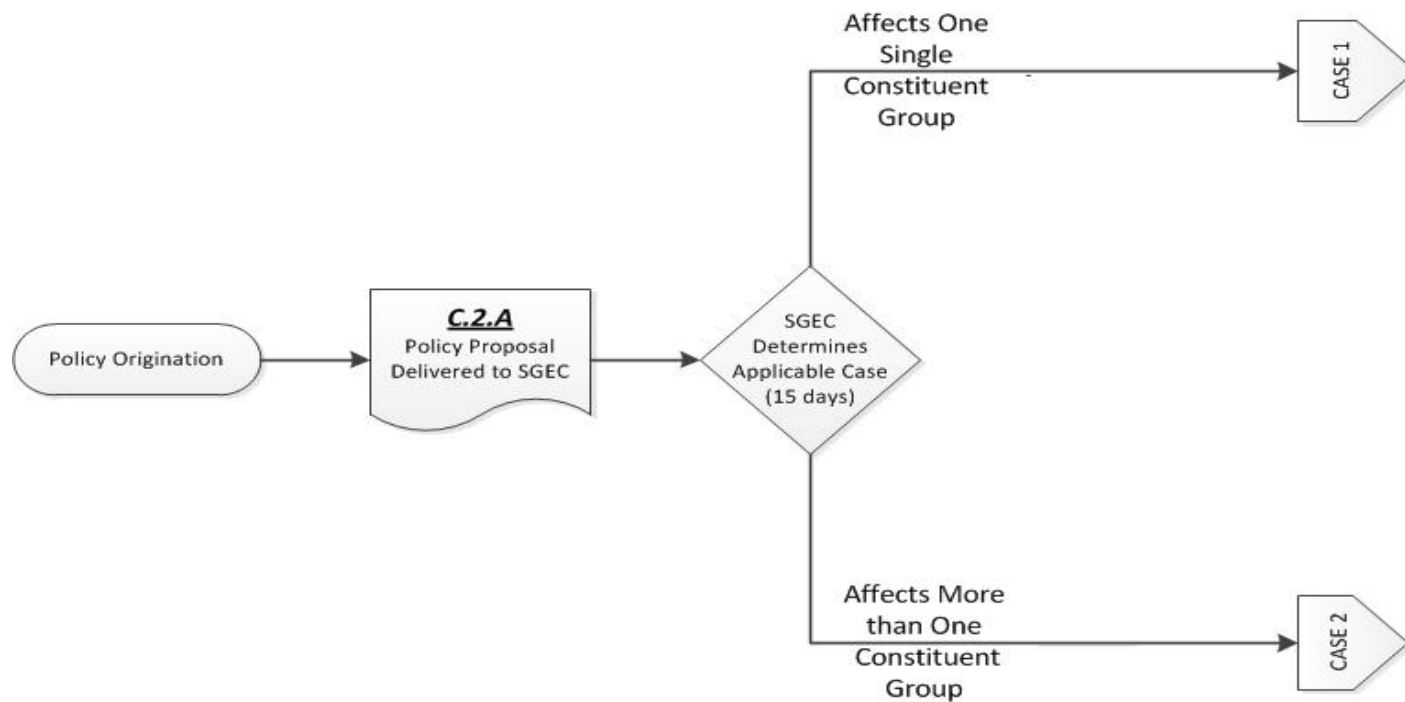 Affects One
Single
Constituent
Group
CASE 1
Policy Origination
C.2.A
Policy Proposal
Delivered to SGEC
SGEC
Determines
Applicable Case
(15 days)
Affects More
than One
Constituent
Group
CASE 2